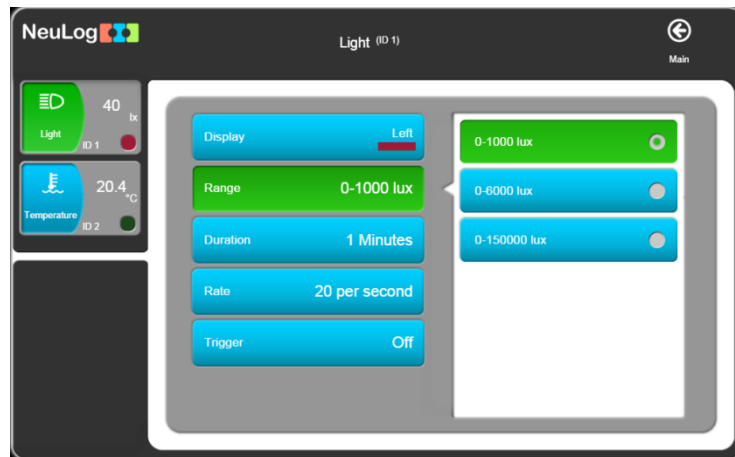 NeuLog
Light (ID 1)
Main
40
lx
Light
ID 1
20.4
°C
Temperature
ID 2
Display Left
Range 0-1000 lux
Duration 1 Minutes
Rate 20 per second
Trigger Off
0-1000 lux
0-6000 lux
0-150000 lux